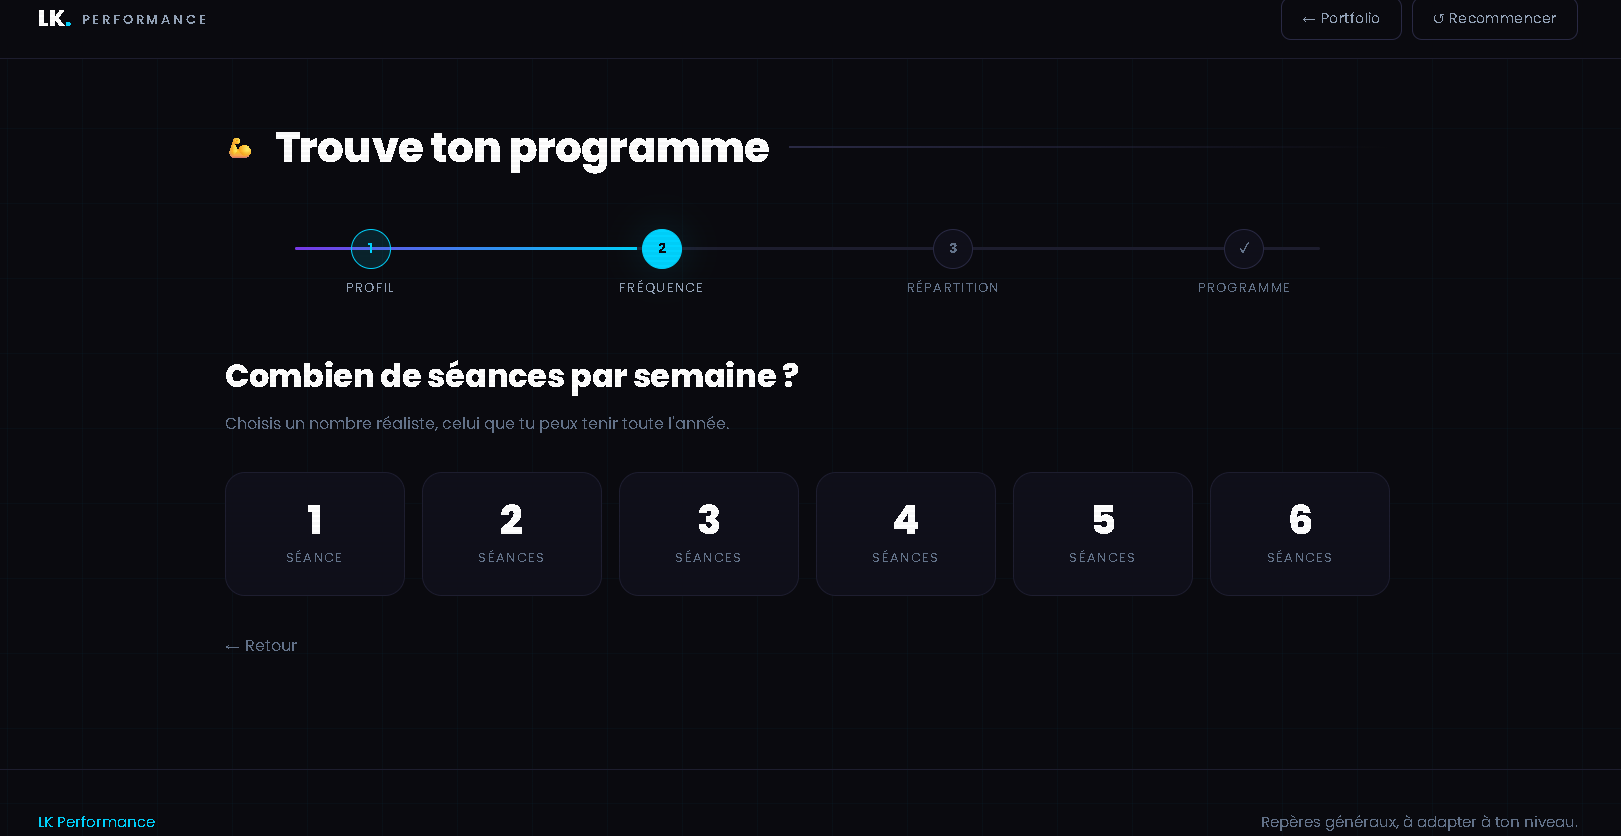 LK. PERFORMANCE
← Portfolio
↺ Recommencer
💪 Trouve ton programme
1
2
3
✓
PROFIL
FRÉQUENCE
RÉPARTITION
PROGRAMME
Combien de séances par semaine ?
Choisis un nombre réaliste, celui que tu peux tenir toute l'année.
1
SÉANCE
2
SÉANCES
3
SÉANCES
4
SÉANCES
5
SÉANCES
6
SÉANCES
← Retour
LK Performance
Repères généraux, à adapter à ton niveau.